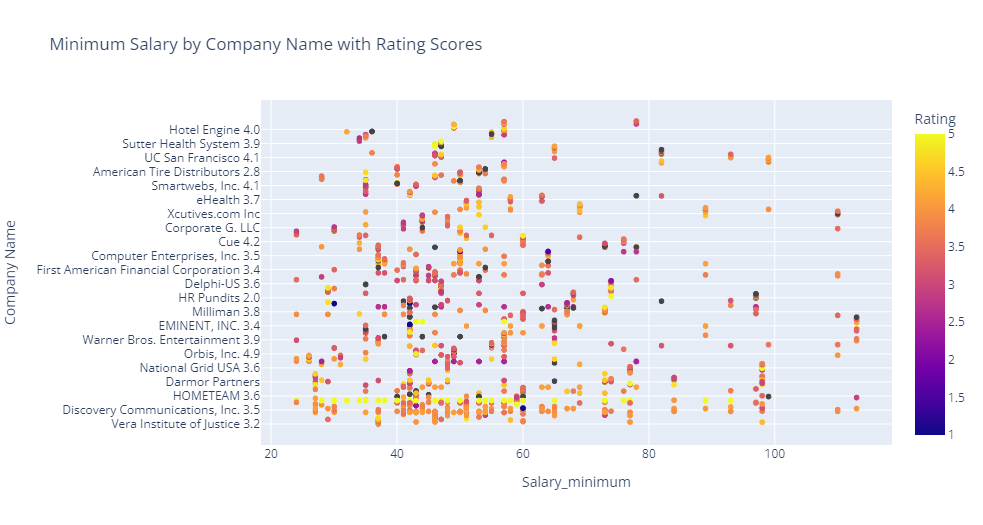 Minimum Salary by Company Name with Rating Scores
Rating
Company Name
Hotel Engine 4.0
Sutter Health System 3.9
UC San Francisco 4.1
American Tire Distributors 2.8
Smartwebs, Inc. 4.1
eHealth 3.7
Xcutives.com Inc
Corporate G. LLC
Cue 4.2
Computer Enterprises, Inc. 3.5
First American Financial Corporation 3.4
Delphi-US 3.6
HR Pundits 2.0
Milliman 3.8
EMINENT, INC. 3.4
Warner Bros. Entertainment 3.9
Orbis, Inc. 4.9
National Grid USA 3.6
Darmor Partners
HOMETEAM 3.6
Discovery Communications, Inc. 3.5
Vera Institute of Justice 3.2
20 40 60 80 100
Salary_minimum
5
4.5
4
3.5
3
2.5
2
1.5
1